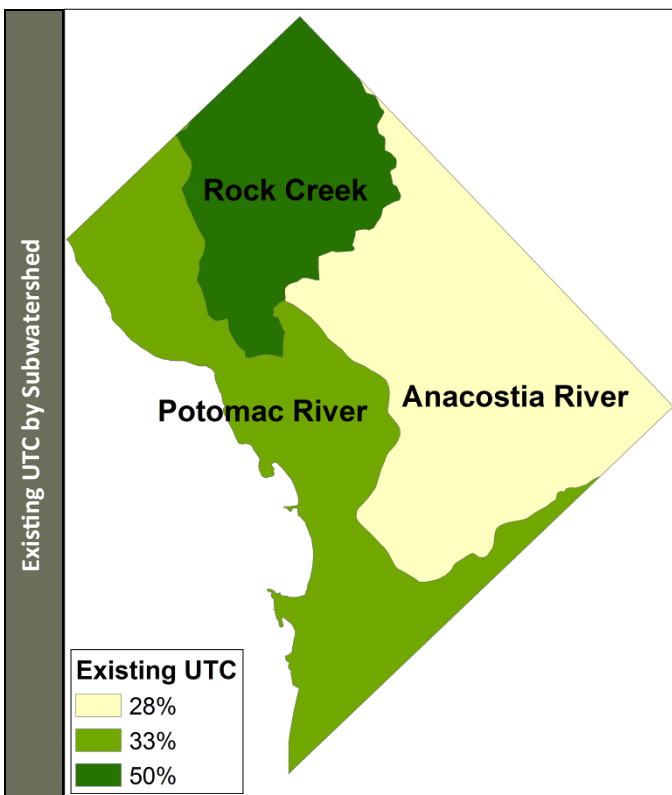 Existing UTC by Subwatershed
Rock Creek
Potomac River
Anacostia River
Existing UTC
28%
33%
50%